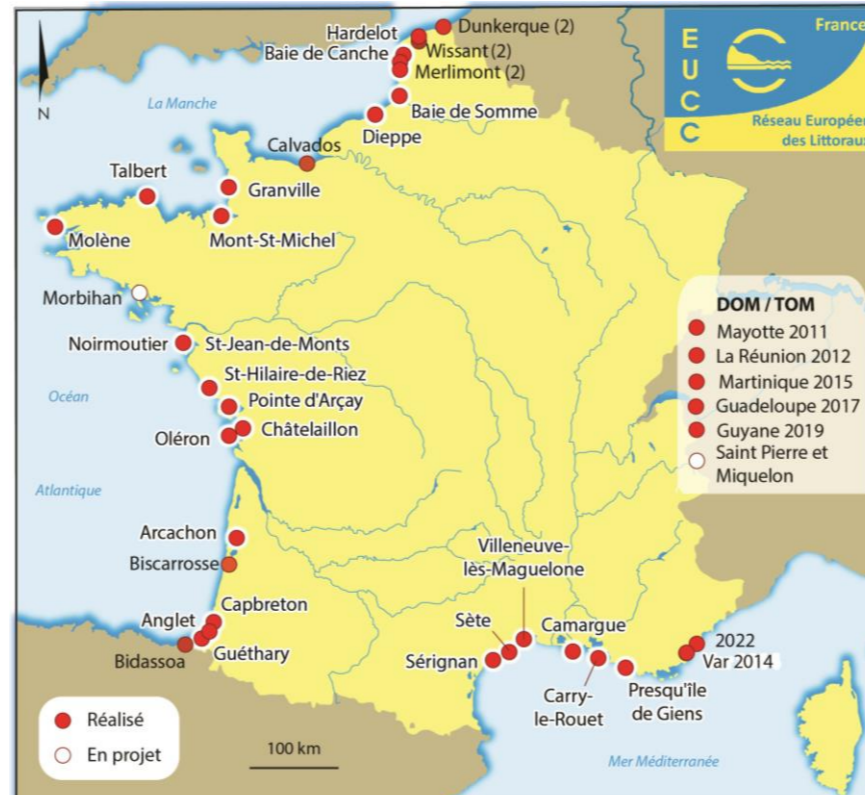 Hardelot
Dunkerque (2)
Baie de Canche
Wissant (2)
Merlimont (2)
France
E
U
C
C
Réseau Européen
des Littoraux
N
La Manche
Baie de Somme
Dieppe
Calvados
Talbert
Granville
Molène
Mont-St-Michel
Morbihan
Noirmoutier
St-Jean-de-Monts
St-Hilaire-de-Riez
Océan
Pointe d'Arçay
Oléron
Châtelaillon
Atlantique
DOM / TOM
Mayotte 2011
La Réunion 2012
Martinique 2015
Guadeloupe 2017
Guyane 2019
Saint Pierre et
Miquelon
Arcachon
Biscarrosse
Villeneuve-
lès-Maguelone
Capbreton
Anglet
Sète
Camargue
Bidassoa
Guéthary
Sérignan
2022
Var 2014
Carry-
le-Rouet
Presqu'île
de Giens
Réalisé
En projet
100 km
Mer Méditerranée